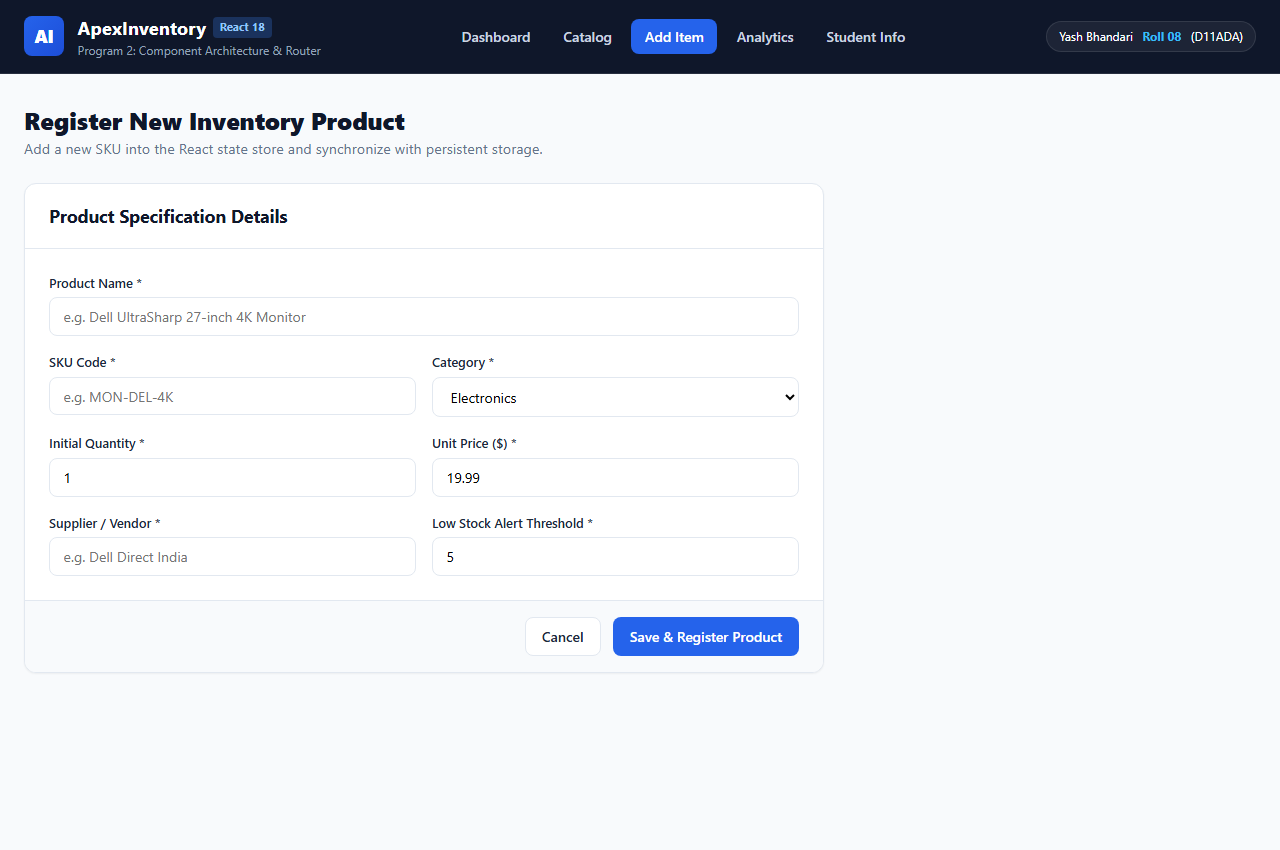 AI
ApexInventory React 18
Program 2: Component Architecture & Router
Dashboard Catalog Add Item Analytics Student Info
Yash Bhandari Roll 08 (D11ADA)
Register New Inventory Product
Add a new SKU into the React state store and synchronize with persistent storage.
Product Specification Details
Product Name *
e.g. Dell UltraSharp 27-inch 4K Monitor
SKU Code * Category *
e.g. MON-DEL-4K Electronics
Initial Quantity * Unit Price ($) *
1 19.99
Supplier / Vendor * Low Stock Alert Threshold *
e.g. Dell Direct India 5
Cancel Save & Register Product